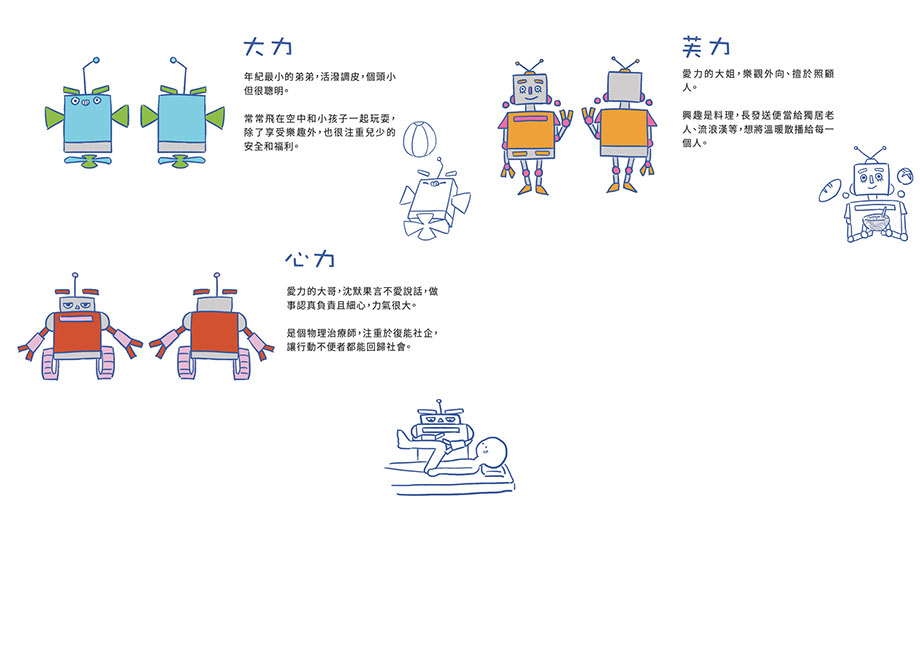 大力
年紀最小的弟弟，活潑調皮，個頭小
但很聰明。
常常飛在空中和小孩子一起玩耍，
除了享受樂趣外，也很注重兒少的
安全和福利。
芙力
愛力的大姐，樂觀外向、擅於照顧
人。
興趣是料理，長發送便當給獨居老
人、流浪漢等，想將溫暖散播給每一
個人。
心力
愛力的大哥，沈默果言不愛說話，做
事認真負責且細心，力氣很大。
是個物理治療師，注重於復能社企，
讓行動不便者都能回歸社會。